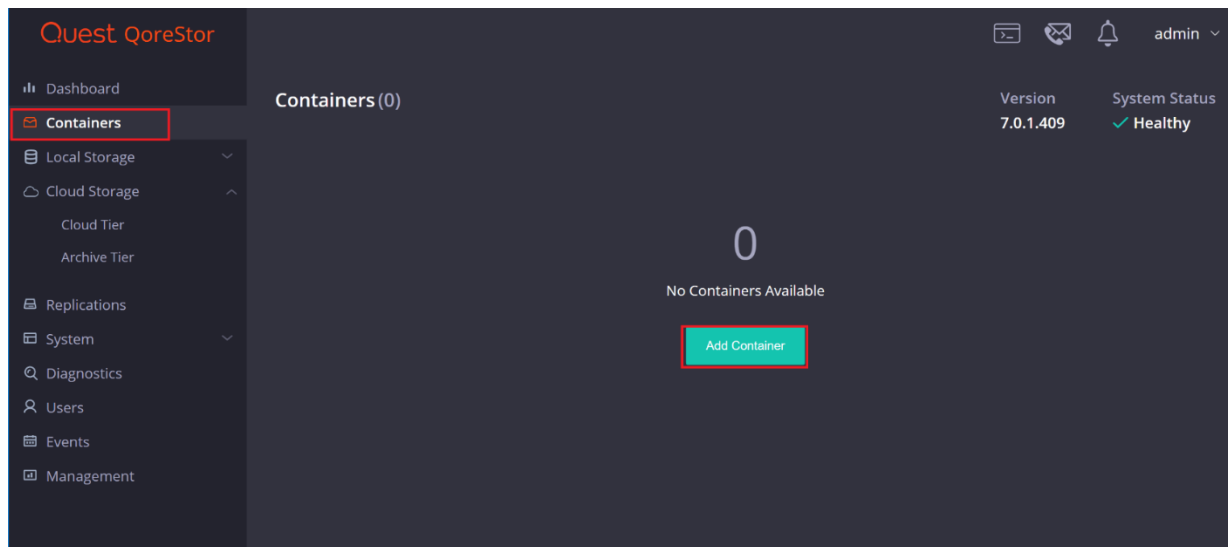 Quest QoreStor
admin
Dashboard
Containers
Local Storage
Cloud Storage
Cloud Tier
Archive Tier
Replications
System
Diagnostics
Users
Events
Management
Containers (0)
Version
7.0.1.409
System Status
Healthy
0
No Containers Available
Add Container